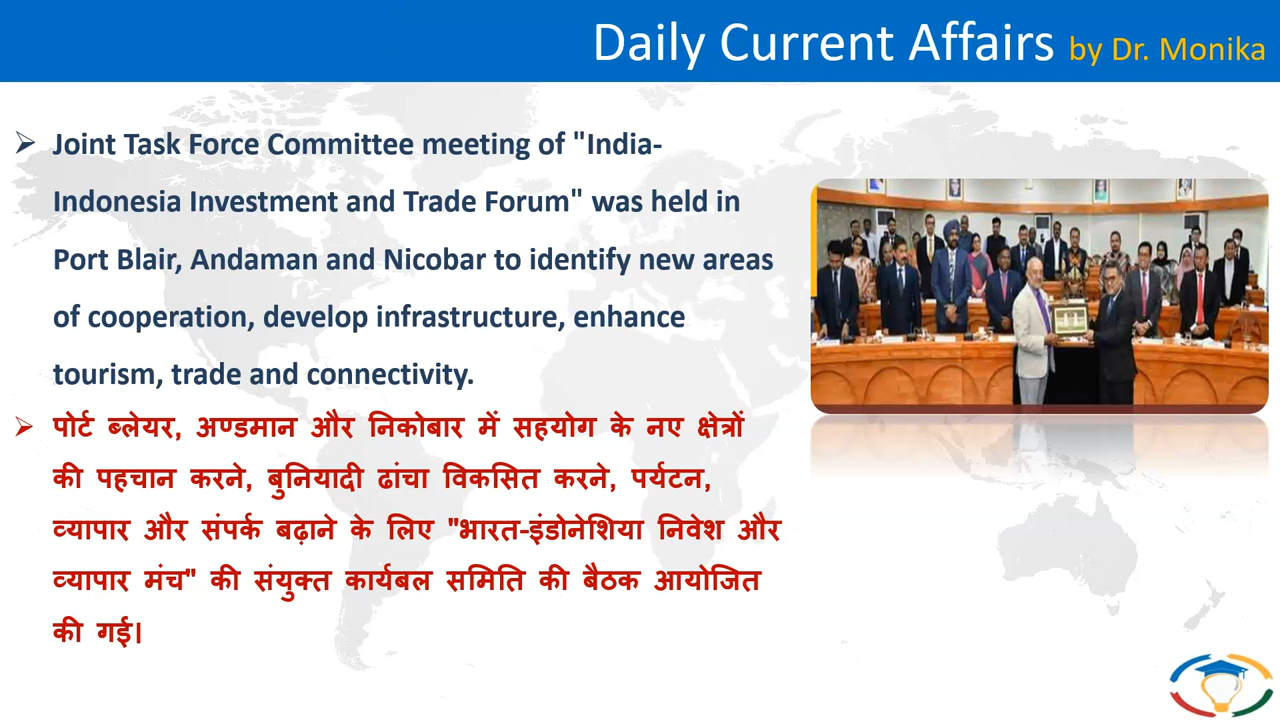 Daily Current Affairs by Dr. Monika
Joint Task Force Committee meeting of "India-
Indonesia Investment and Trade Forum" was held in
Port Blair, Andaman and Nicobar to identify new areas
of cooperation, develop infrastructure, enhance
tourism, trade and connectivity.
पोर्ट ब्लेयर, अण्डमान और निकोबार में सहयोग के नए क्षेत्रों
की पहचान करने, बुनियादी ढांचा विकसित करने, पर्यटन,
व्यापार और संपर्क बढ़ाने के लिए "भारत-इंडोनेशिया निवेश और
व्यापार मंच" की संयुक्त कार्यबल समिति की बैठक आयोजित
की गई।